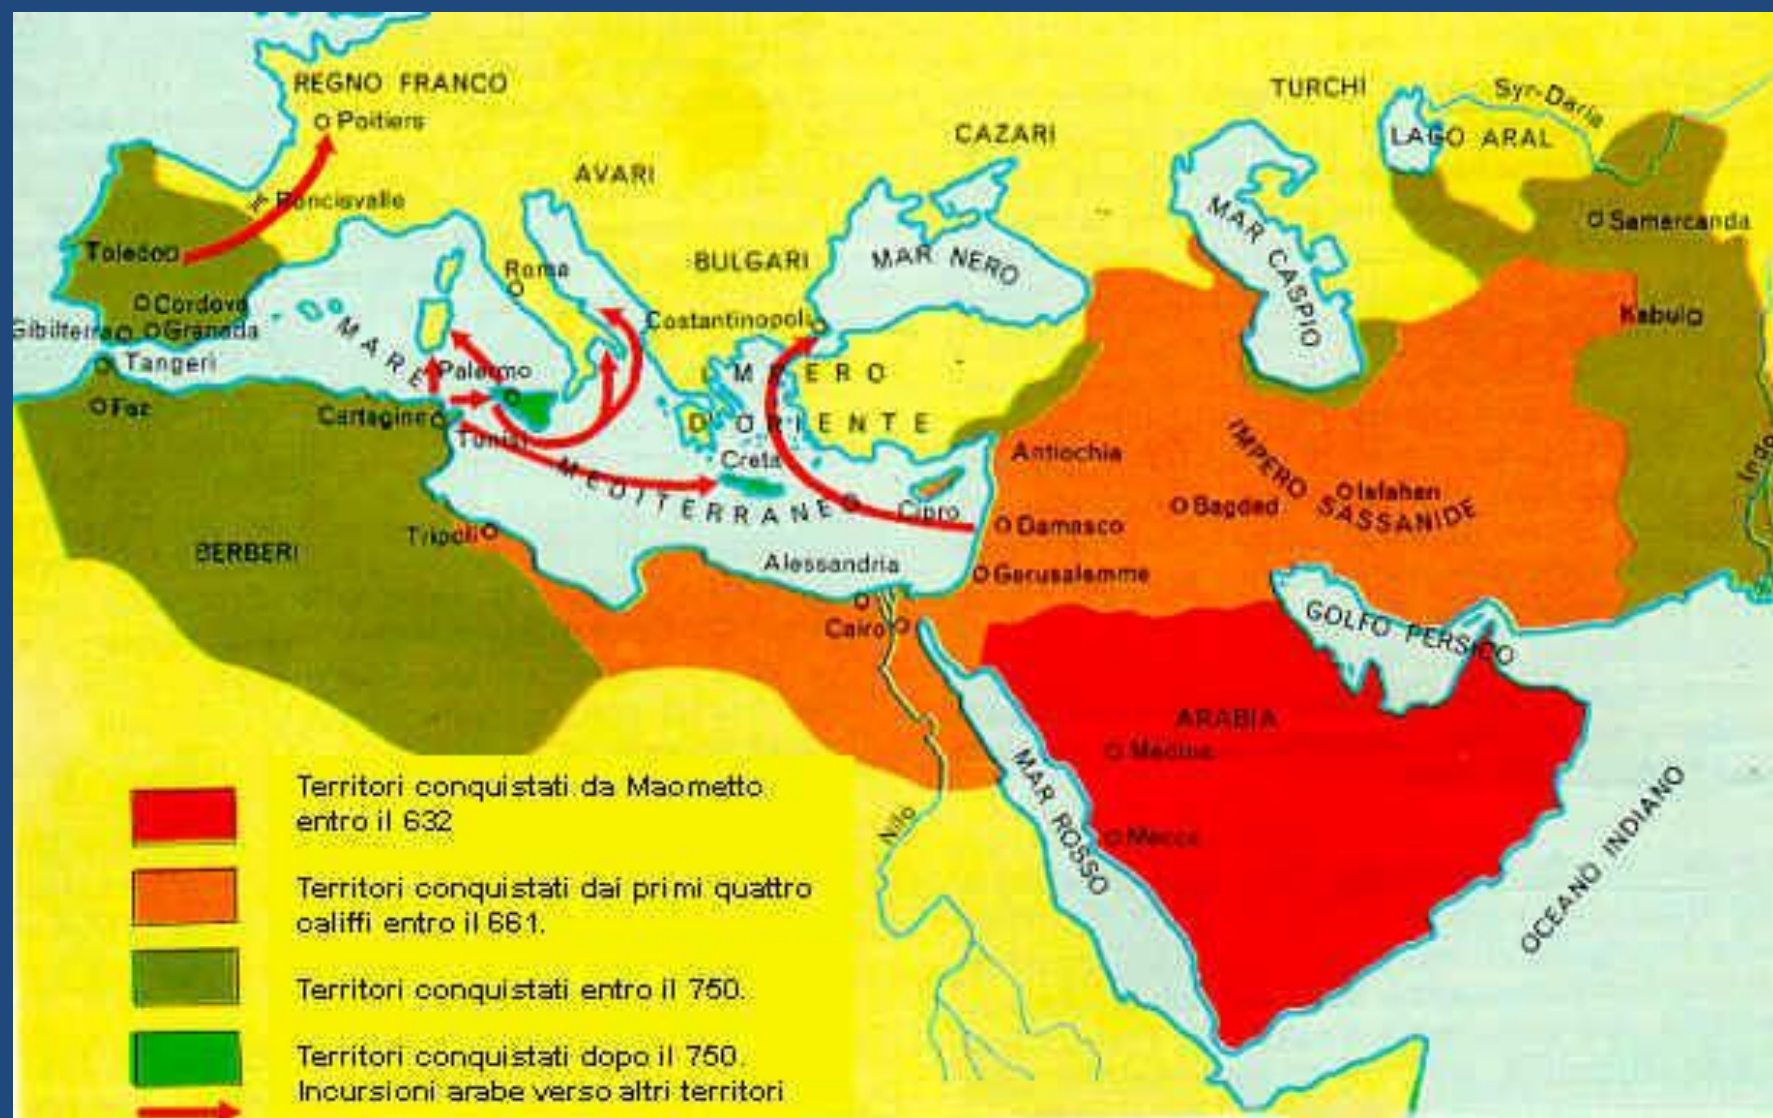 REGNO FRANCO
Poitiers
Roncisvalle
AVARI
CAZARI
TURCHI
Syr-Daria
LAGO ARAL
MAR CASPIO
Samercanda
Toledo
Cordova
Gibilterra
Granada
Tangeri
Roma
BULGARI
MAR NERO
Costantinopoli
Kabul
MARE MEDITERRANEO
Palermo
IMPERO
D'ORIENTE
Faz
Cartagine
Tunisi
Creta
Antiochia
IMPERO SASSANIDE
Isfahan
Bagdad
Indo
Cipro
Damasco
Tripoli
BERBERI
Alessandria
Gerusalemme
Cairo
GOLFO PERSICO
ARABIA
Medina
MAR ROSSO
Mecca
Nilo
OCEANO INDIANO
Territori conquistati da Maometto
entro il 632
Territori conquistati dai primi quattro
califfi entro il 661.
Territori conquistati entro il 750.
Territori conquistati dopo il 750.
Incursioni arabe verso altri territori